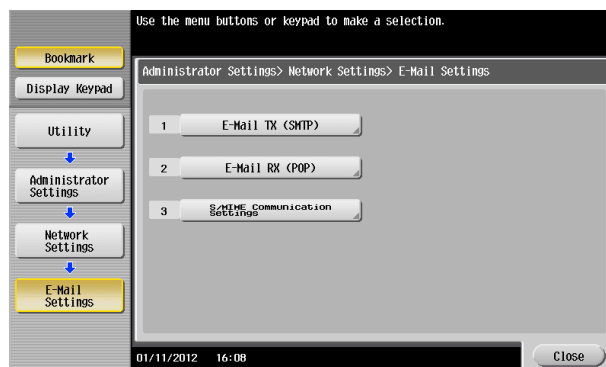 Use the menu buttons or keypad to make a selection.
Bookmark
Display Keypad
Administrator Settings> Network Settings> E-Mail Settings
Utility
Administrator
Settings
Network
Settings
E-Mail
Settings
1 E-Mail TX (SMTP)
2 E-Mail RX (POP)
3 S/MIME Communication
Settings
01/11/2012 16:08
Close